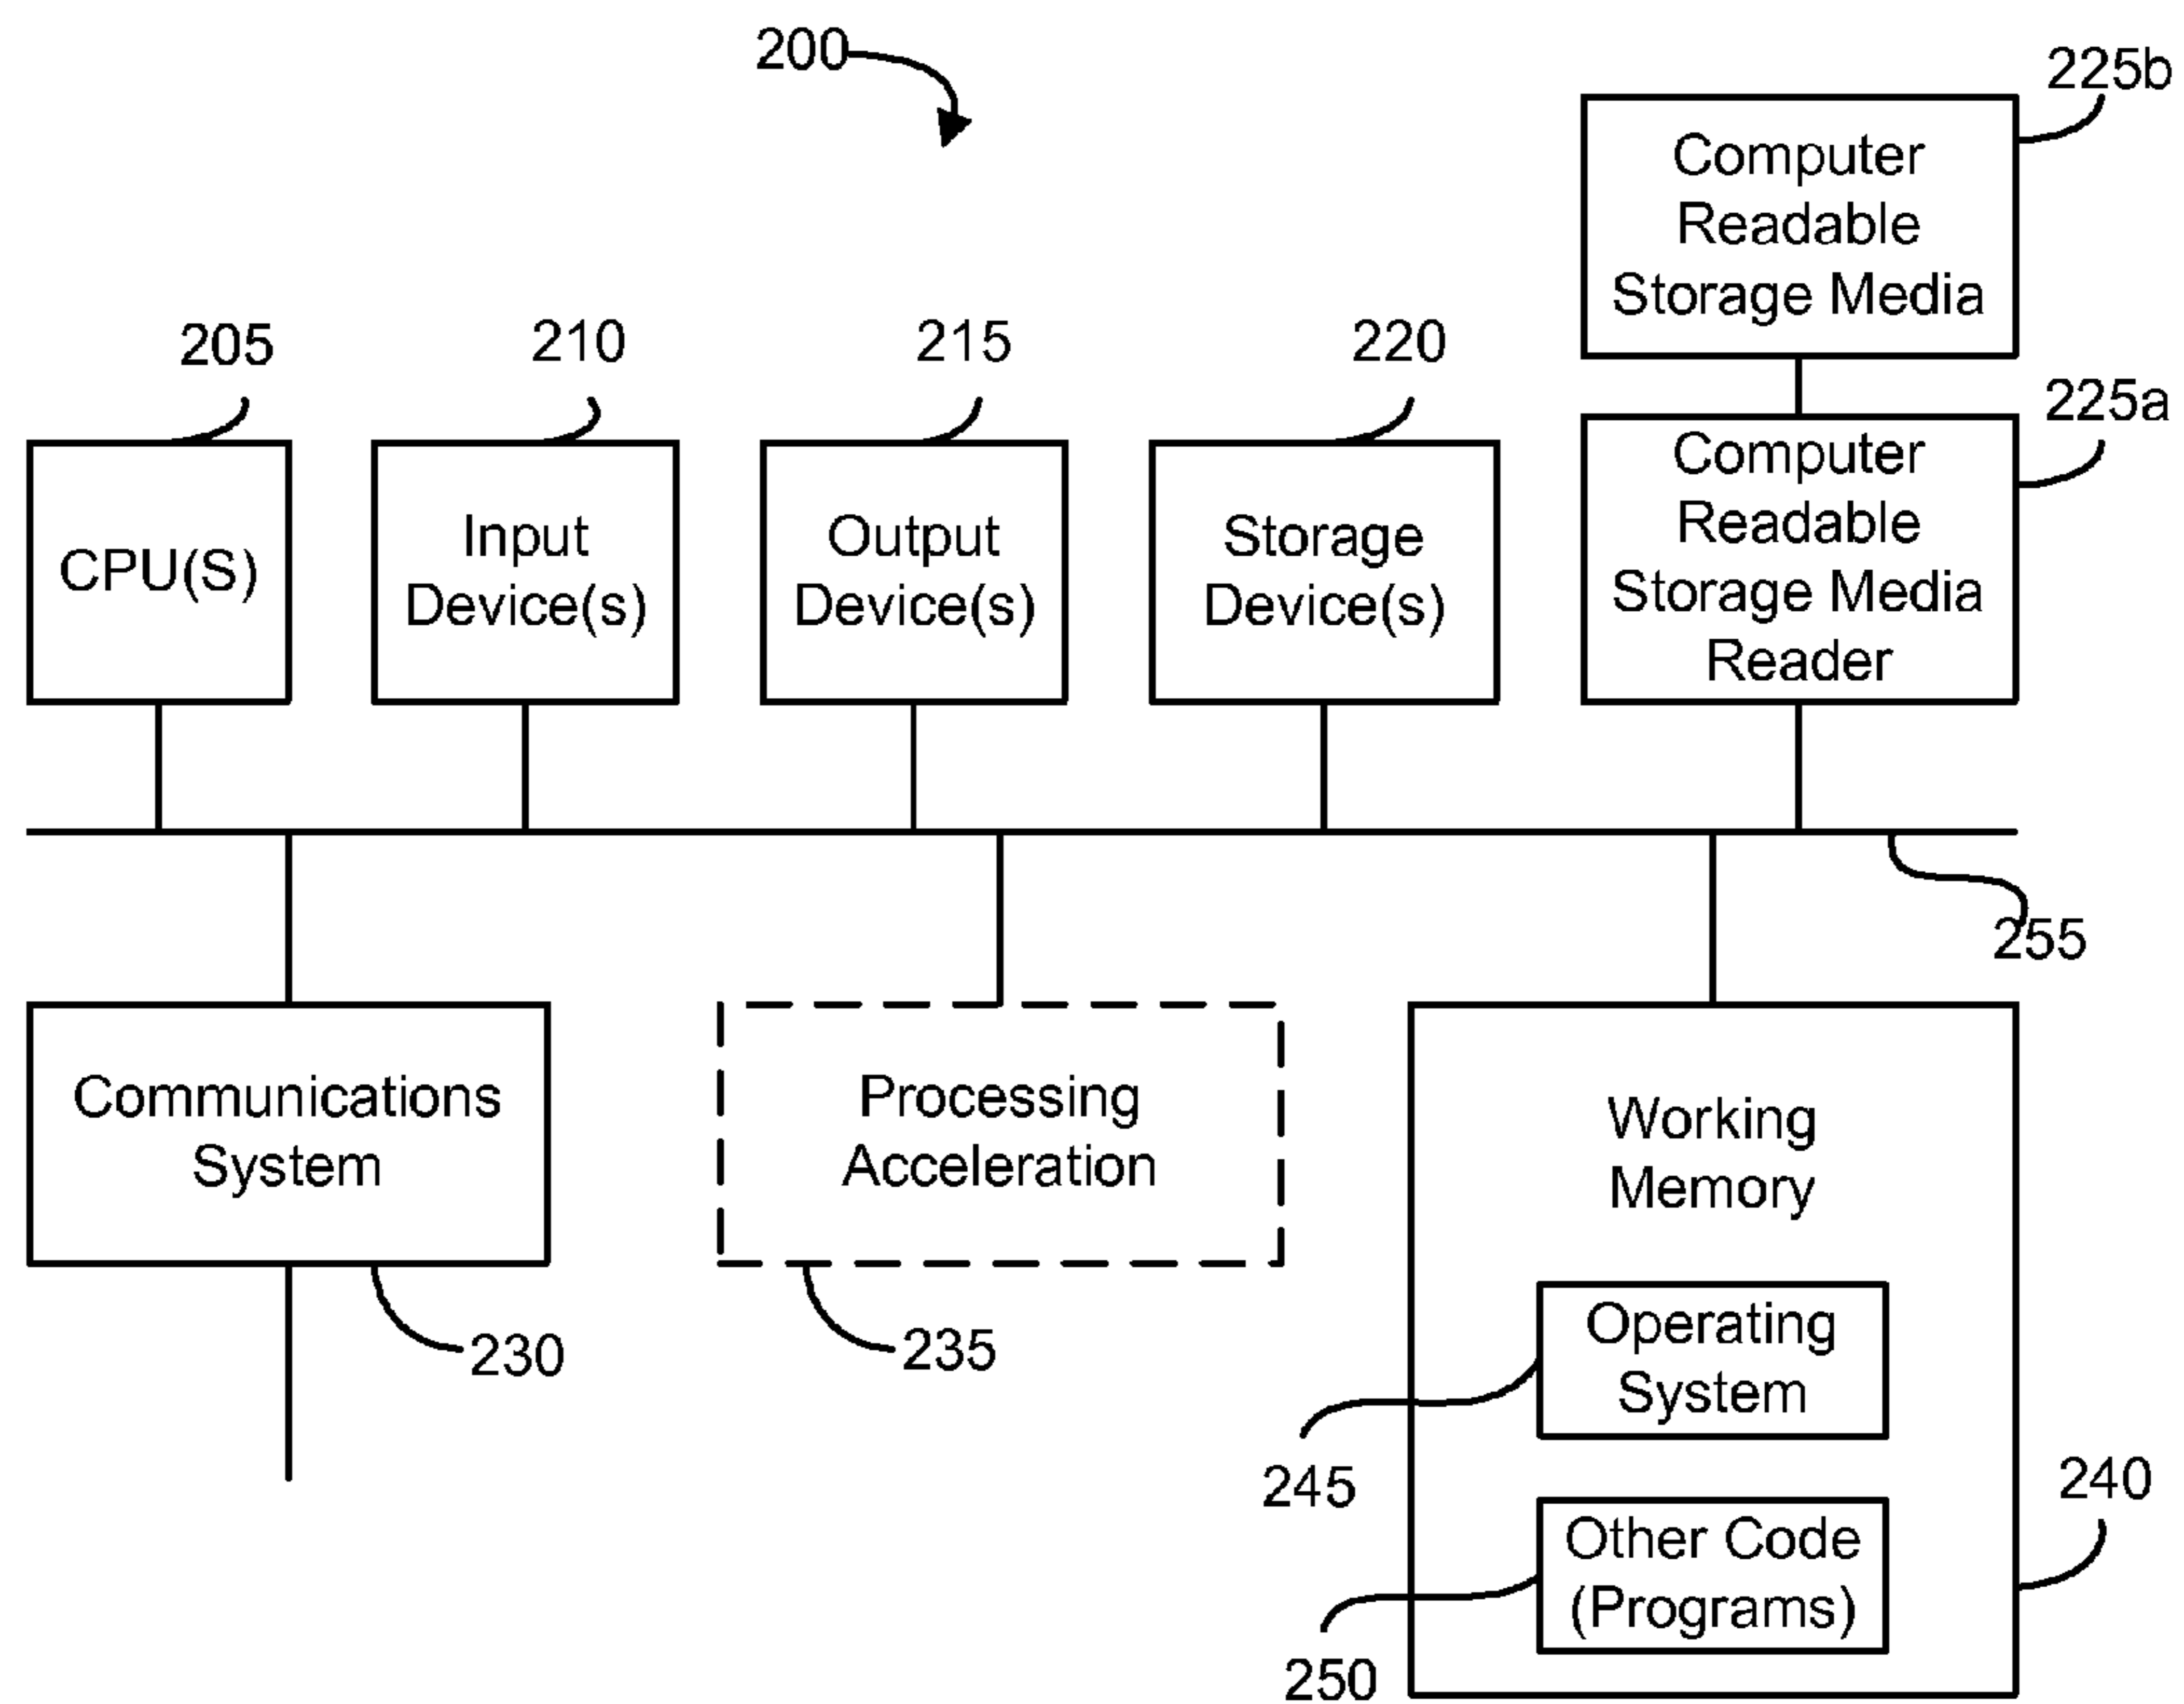 200
225b
Computer
Readable
Storage Media
205
210
215
220
225a
CPU(S)
Input
Device(s)
Output
Device(s)
Storage
Device(s)
Computer
Readable
Storage Media
Reader
255
Communications
System
230
Processing
Acceleration
235
Working
Memory
Operating
System
245
240
Other Code
(Programs)
250